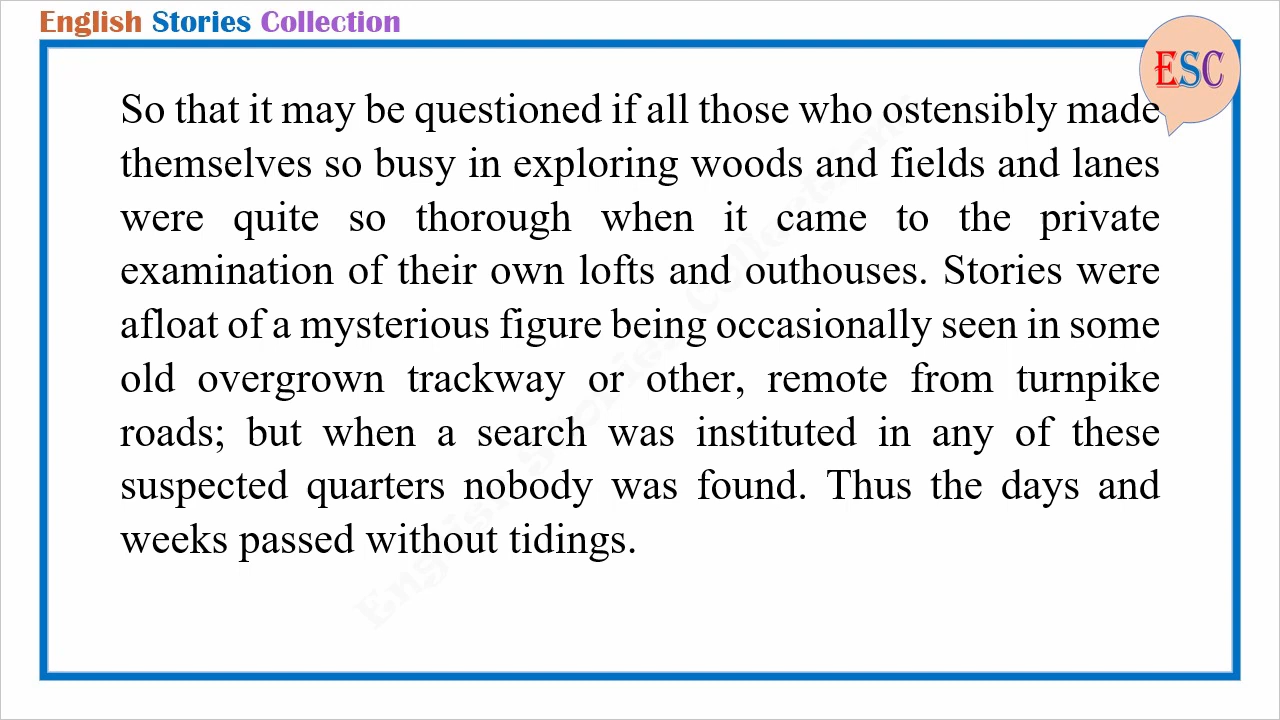 English Stories Collection
ESC
So that it may be questioned if all those who ostensibly made
themselves so busy in exploring woods and fields and lanes
were quite so thorough when it came to the private
examination of their own lofts and outhouses. Stories were
afloat of a mysterious figure being occasionally seen in some
old overgrown trackway or other, remote from turnpike
roads; but when a search was instituted in any of these
suspected quarters nobody was found. Thus the days and
weeks passed without tidings.
English Stories Collection